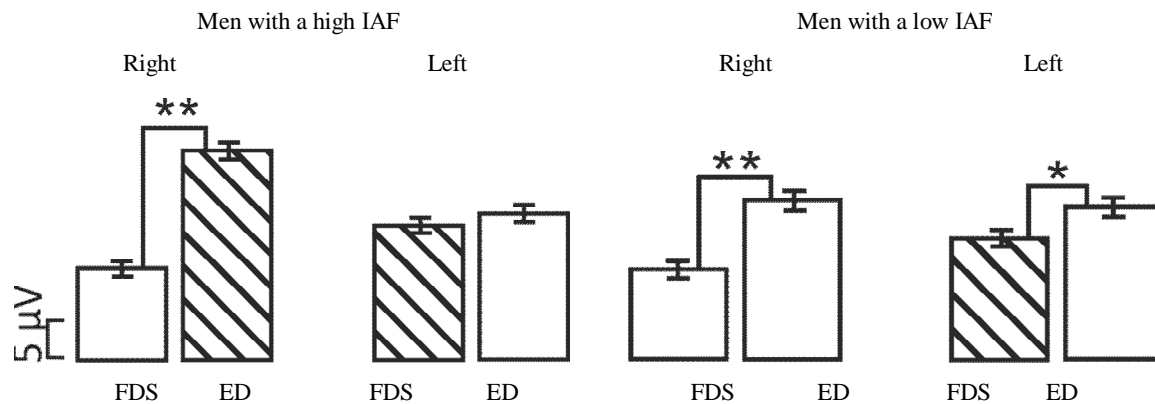 Men with a high IAF Men with a low IAF
Right Left Right Left
** ** *
5 µV
FDS ED FDS ED FDS ED FDS ED